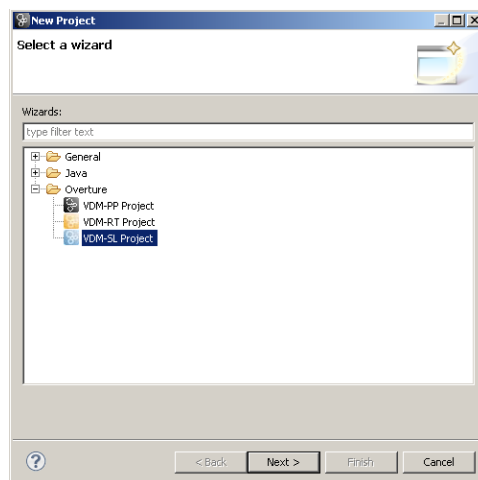 New Project
Select a wizard
Wizards:
type filter text
General
Java
Overture
VDM-PP Project
VDM-RT Project
VDM-SL Project
?
< Back
Next >
Finish
Cancel